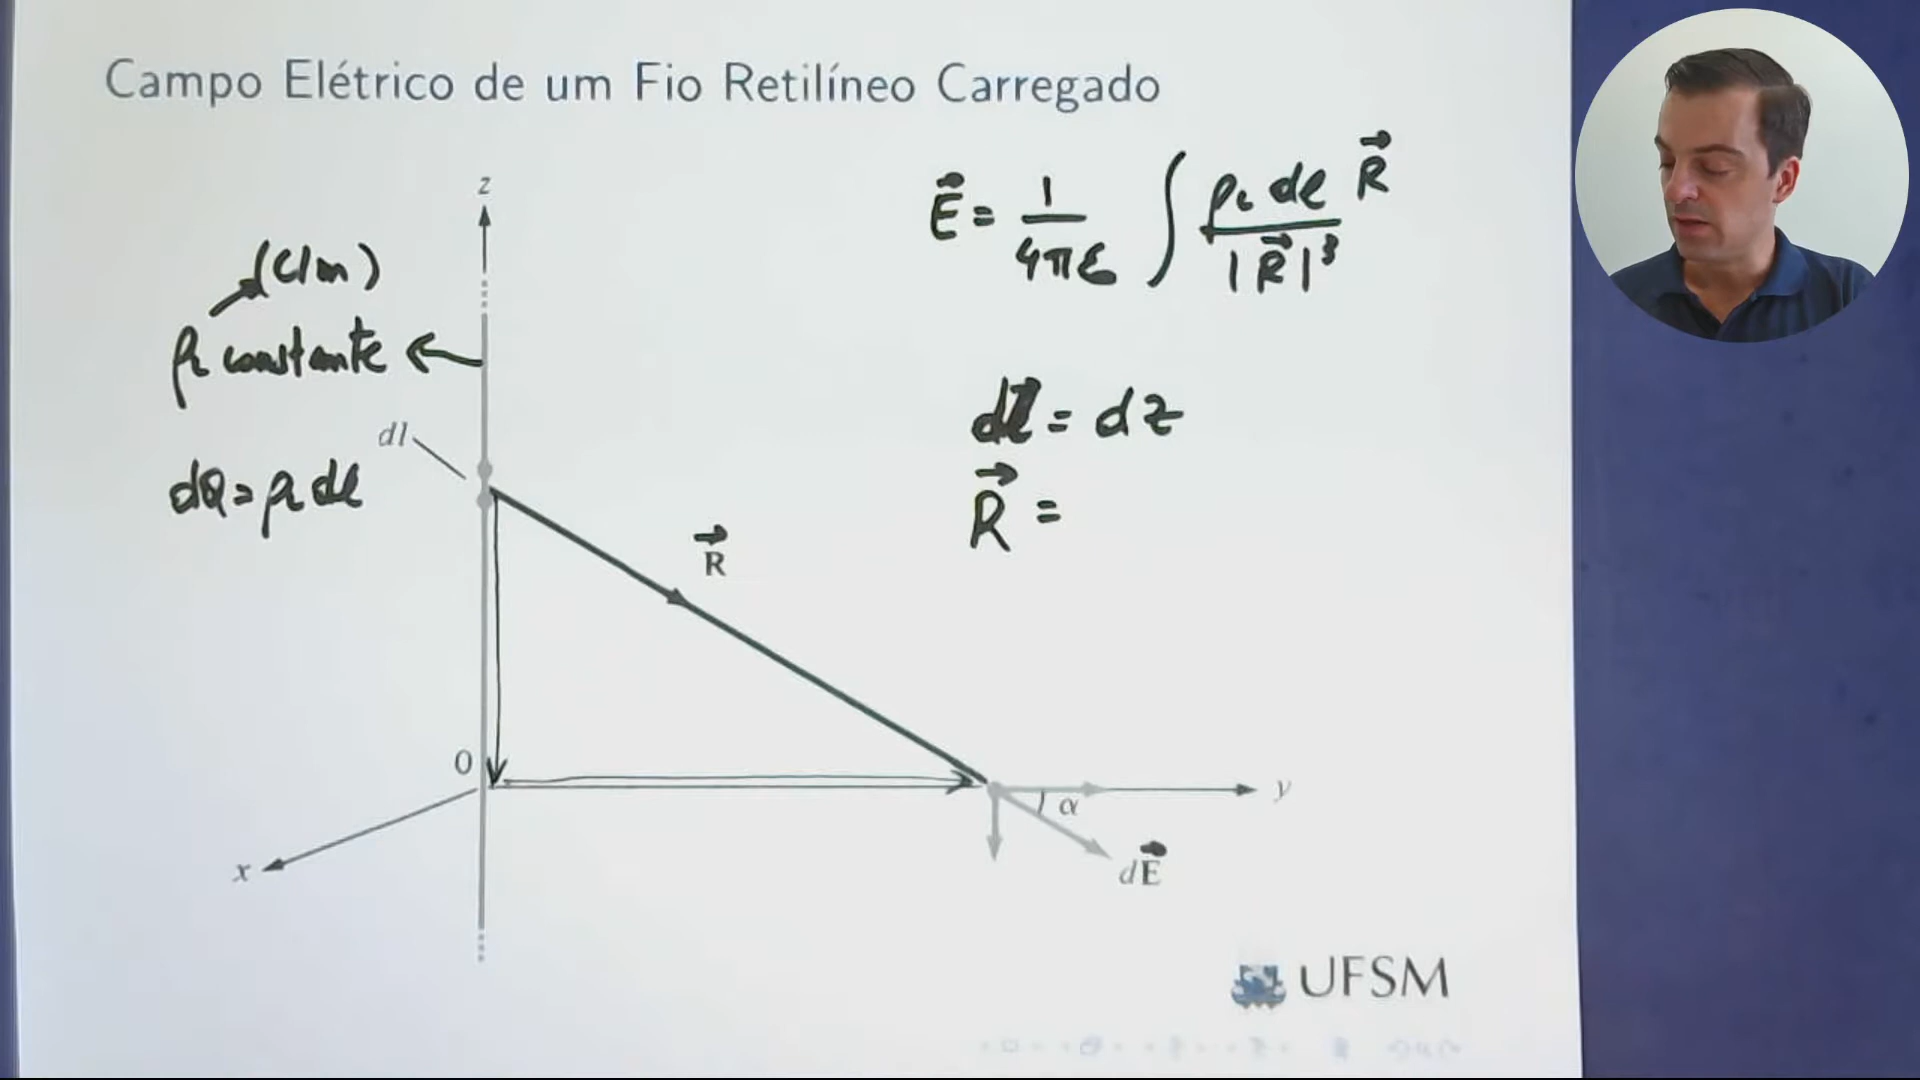 Campo Elétrico de um Fio Retilíneo Carregado
z
(C/m)
ρL constante ←
dl
dQ = ρL dl
R⃗
0
x
y
α
dE⃗
E⃗ = 1/4πε ∫ ρL dl R⃗ / |R⃗|³
dl = dz
R⃗ =
UFSM